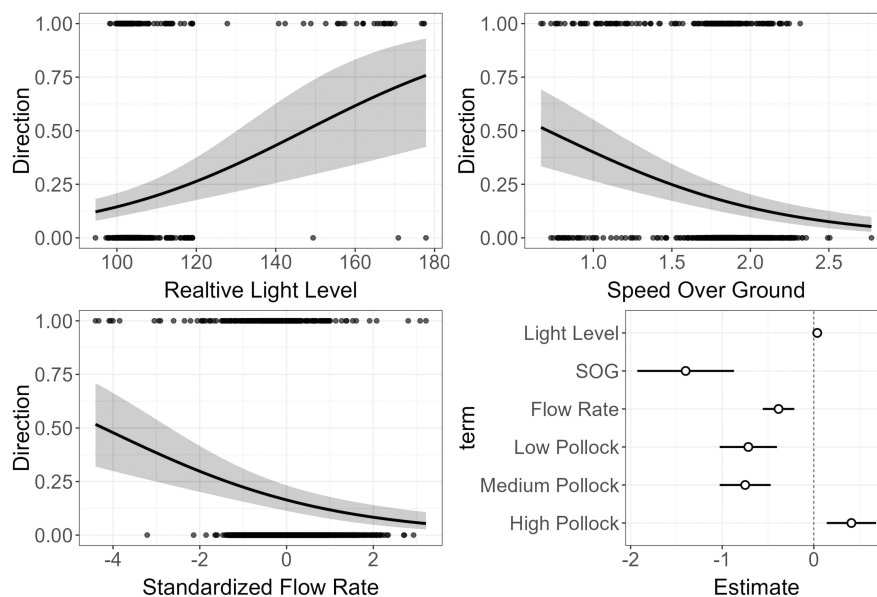 1.00
0.75
0.50
0.25
0.00
Direction
100 120 140 160 180
Realtive Light Level
1.00
0.75
0.50
0.25
0.00
Direction
1.0 1.5 2.0 2.5
Speed Over Ground
1.00
0.75
0.50
0.25
0.00
Direction
-4 -2 0 2
Standardized Flow Rate
Light Level
SOG
Flow Rate
Low Pollock
Medium Pollock
High Pollock
term
-2 -1 0
Estimate